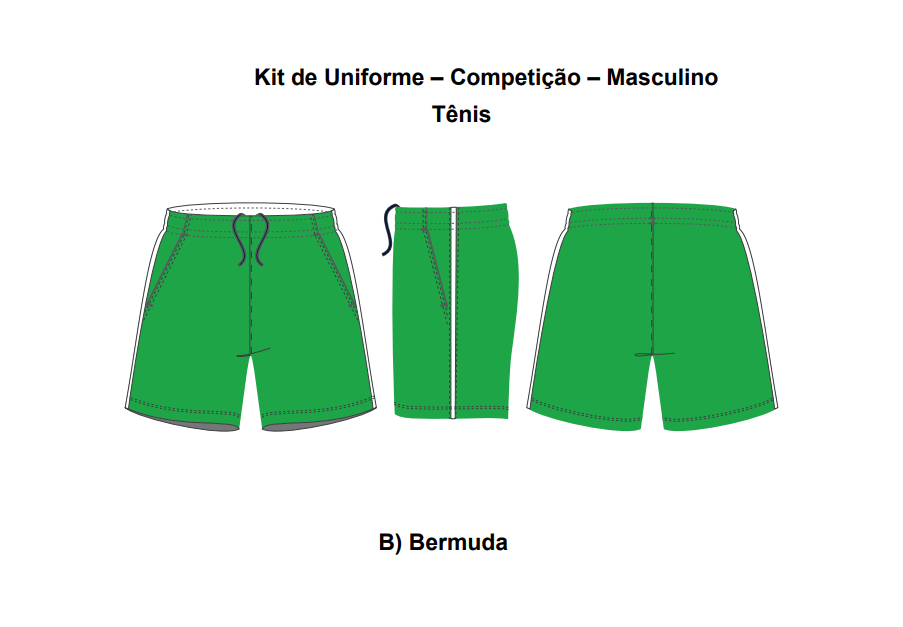 Kit de Uniforme – Competição – Masculino
Tênis
B) Bermuda